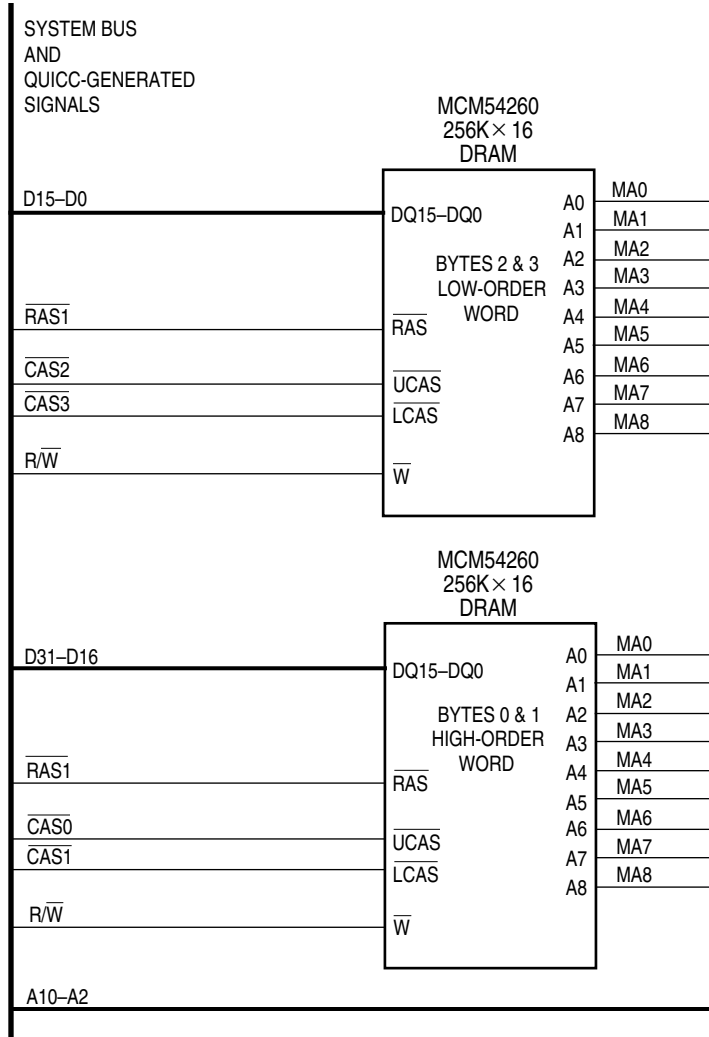 SYSTEM BUS
AND
QUICC-GENERATED
SIGNALS
MCM54260
256K × 16
DRAM
D15–D0
RAS1
CAS2
CAS3
R/W
DQ15–DQ0
BYTES 2 & 3
LOW-ORDER
WORD
RAS
UCAS
LCAS
W
A0 MA0
A1 MA1
A2 MA2
A3 MA3
A4 MA4
A5 MA5
A6 MA6
A7 MA7
A8 MA8
MCM54260
256K × 16
DRAM
D31–D16
RAS1
CAS0
CAS1
R/W
DQ15–DQ0
BYTES 0 & 1
HIGH-ORDER
WORD
RAS
UCAS
LCAS
W
A0 MA0
A1 MA1
A2 MA2
A3 MA3
A4 MA4
A5 MA5
A6 MA6
A7 MA7
A8 MA8
A10–A2